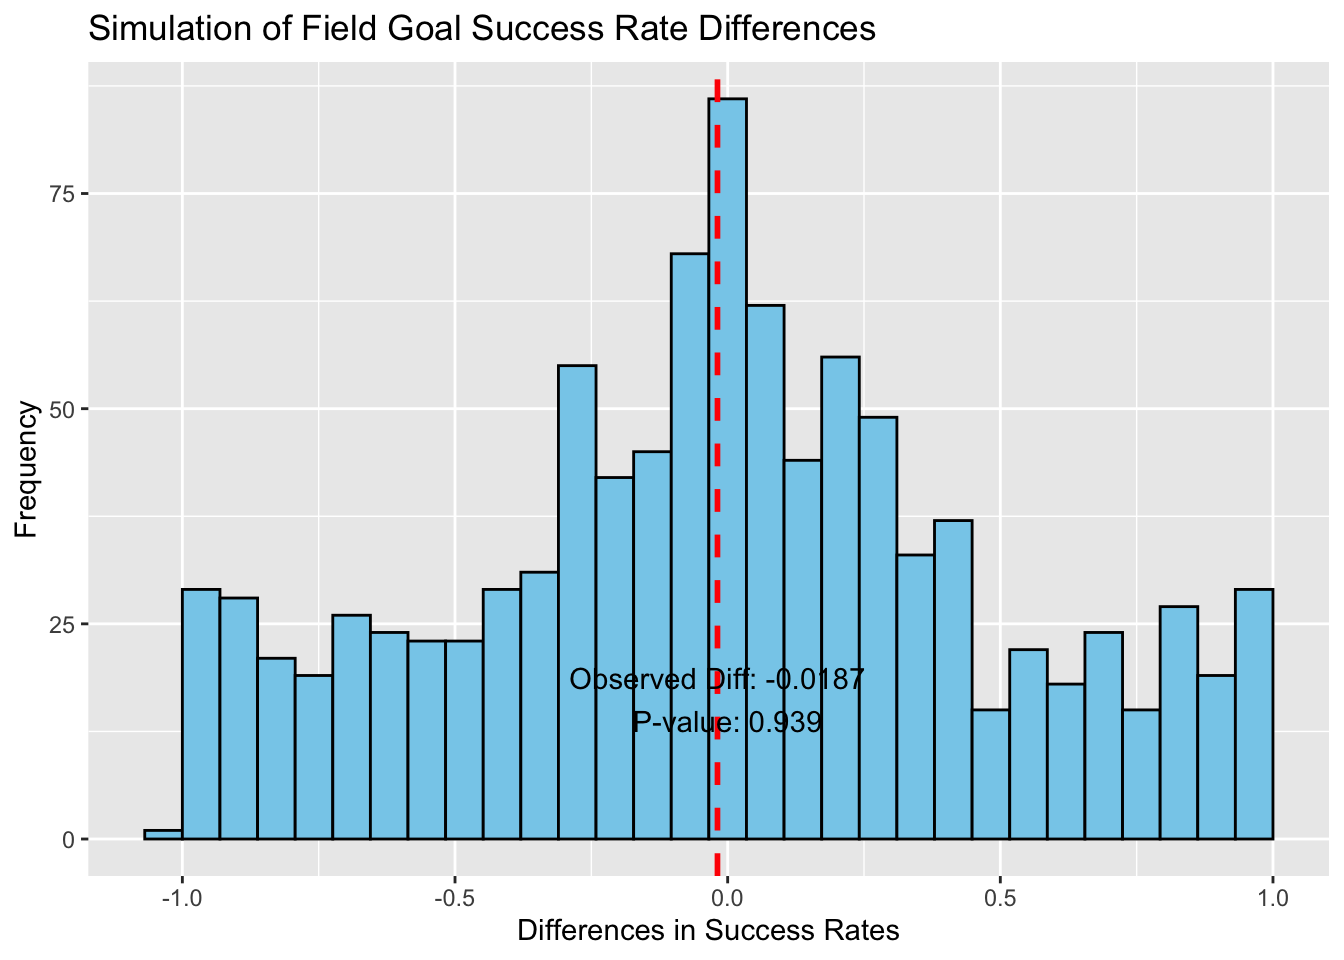 Simulation of Field Goal Success Rate Differences
75
50
25
0
Frequency
Observed Diff: -0.0187
P-value: 0.939
-1.0 -0.5 0.0 0.5 1.0
Differences in Success Rates